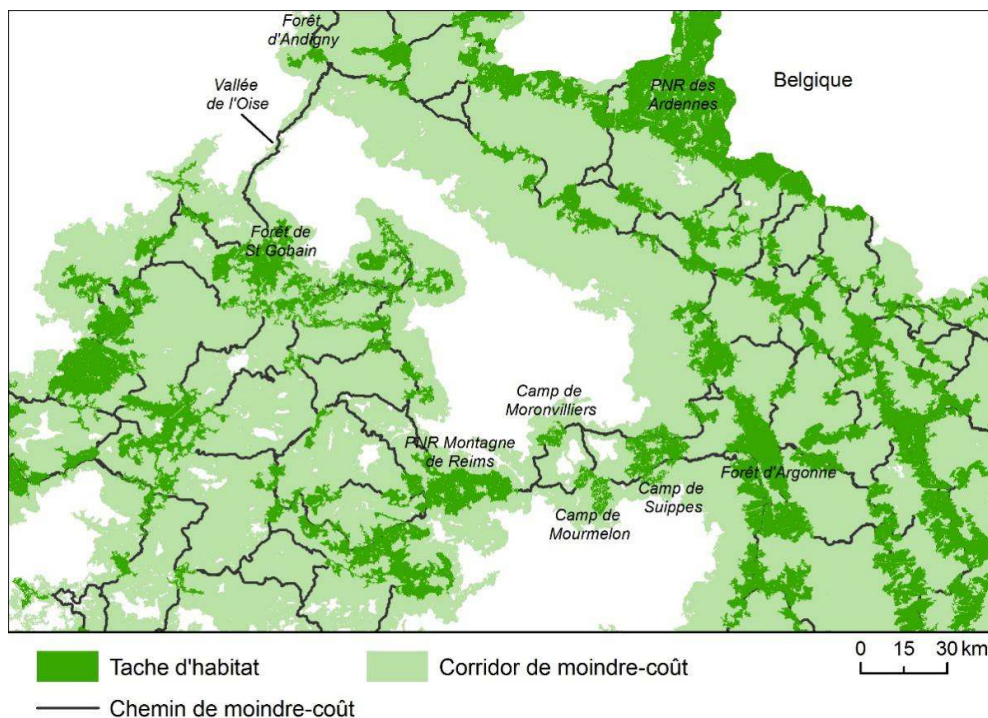 Forêt
d'Andigny
Vallée
de l'Oise
PNR des
Ardennes
Belgique
Forêt de
St Gobain
Camp de
Moronvilliers
PNR Montagne
de Reims
Forêt d'Argonne
Camp de
Suippes
Camp de
Mourmelon
Tache d'habitat
Corridor de moindre-coût
0 15 30 km
Chemin de moindre-coût